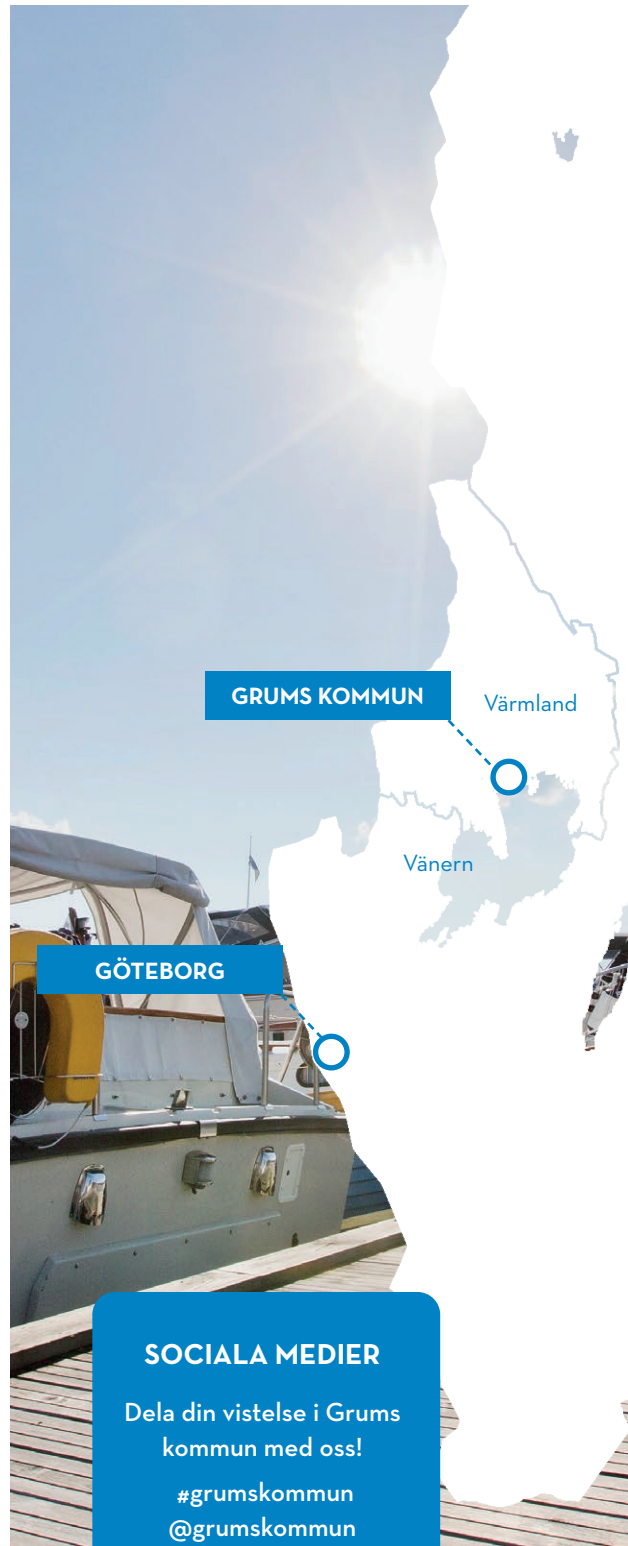 GRUMS KOMMUN
Värmland
Vänern
GÖTEBORG
SOCIALA MEDIER
Dela din vistelse i Grums
kommun med oss!
#grumskommun
@grumskommun